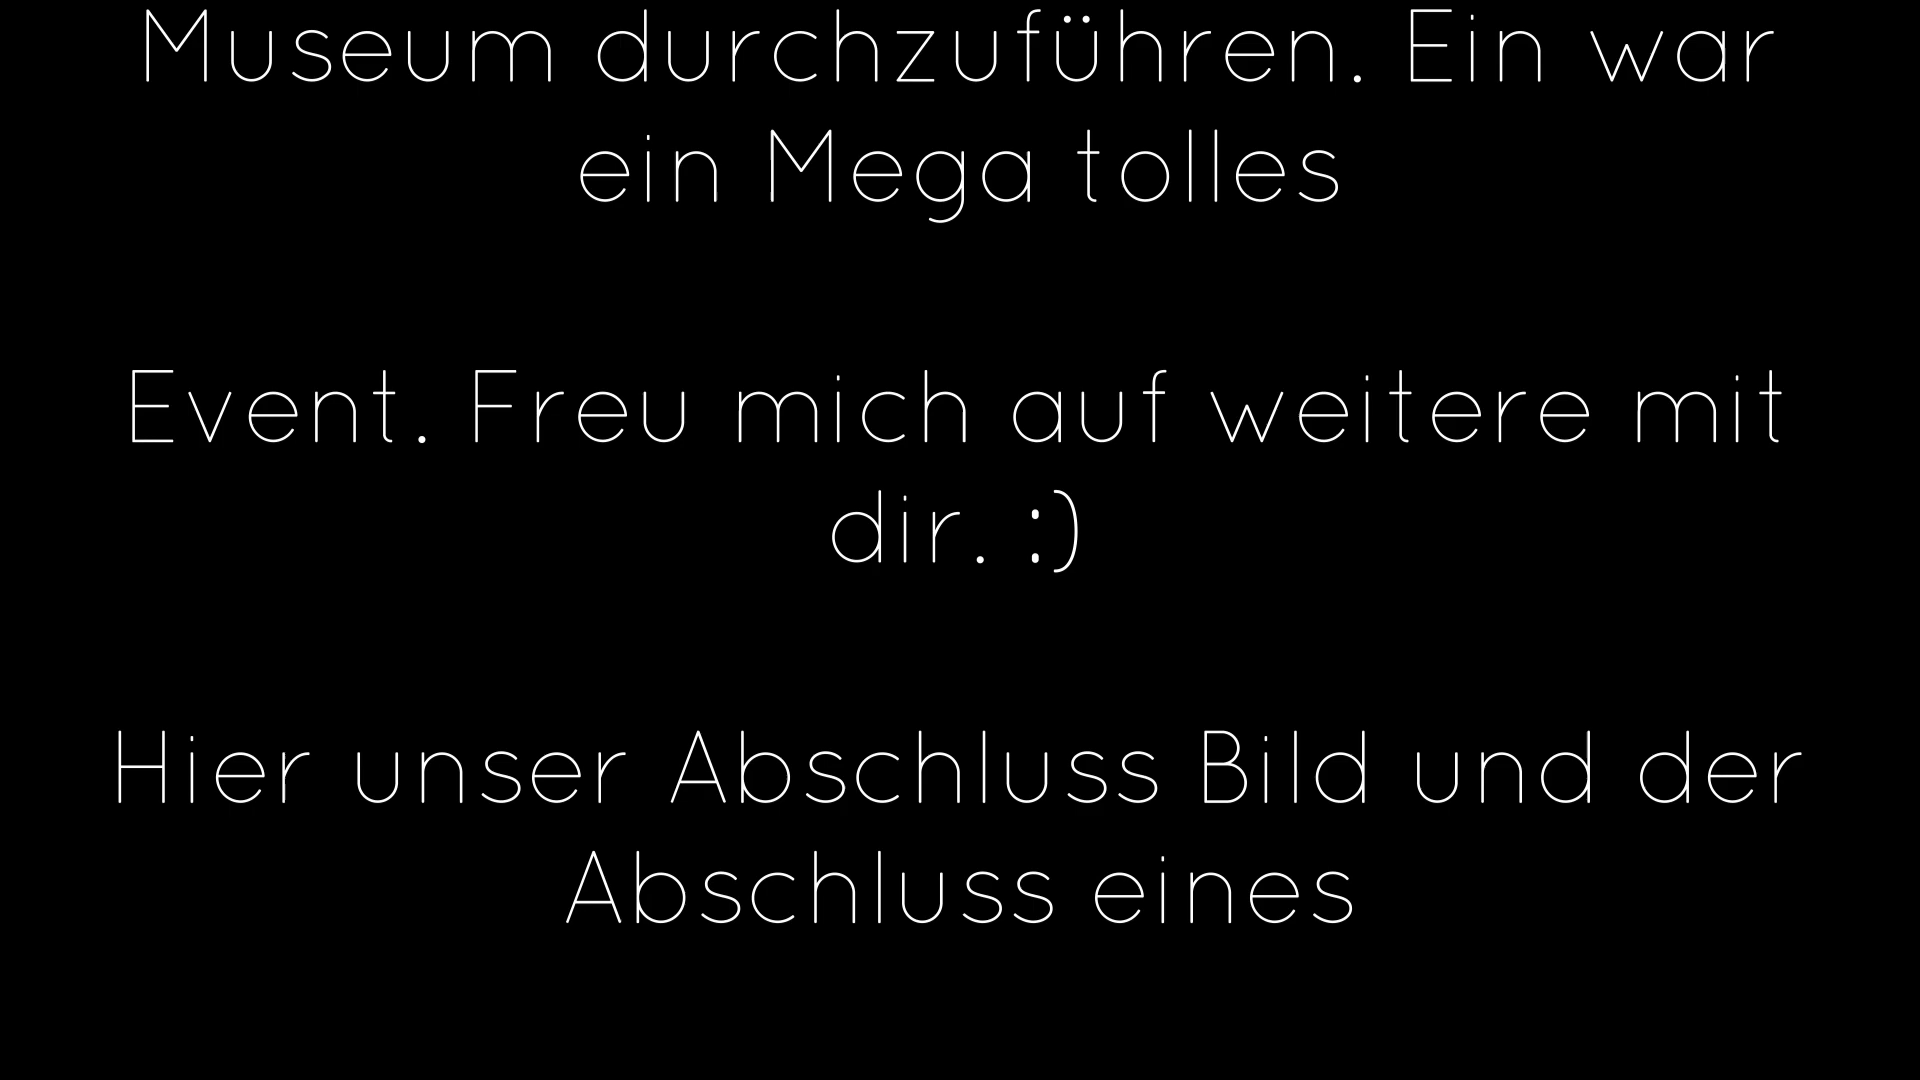 Museum durchzuführen. Ein war
ein Mega tolles
Event. Freu mich auf weitere mit
dir. :)
Hier unser Abschluss Bild und der
Abschluss eines